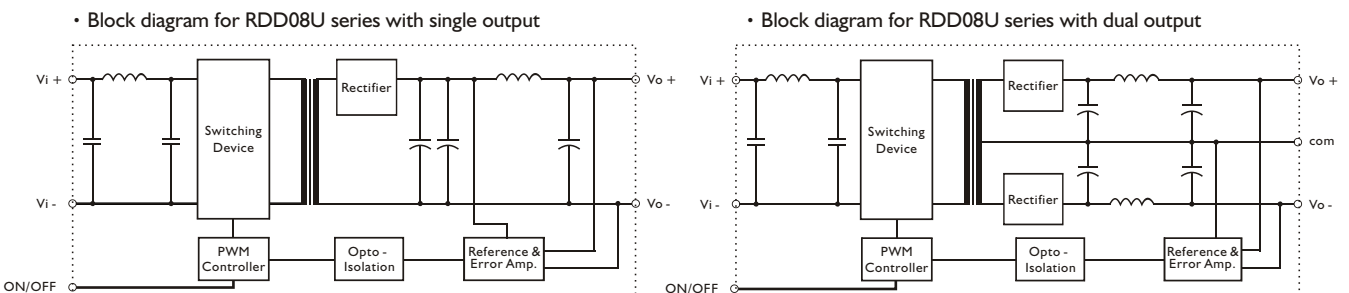 • Block diagram for RDD08U series with single output
Vi +
Switching
Device
Rectifier
Vo +
Vi -
Vo -
PWM
Controller
Opto -
Isolation
Reference &
Error Amp.
ON/OFF
• Block diagram for RDD08U series with dual output
Vi +
Switching
Device
Rectifier
Vo +
com
Vi -
Rectifier
Vo -
PWM
Controller
Opto -
Isolation
Reference &
Error Amp.
ON/OFF